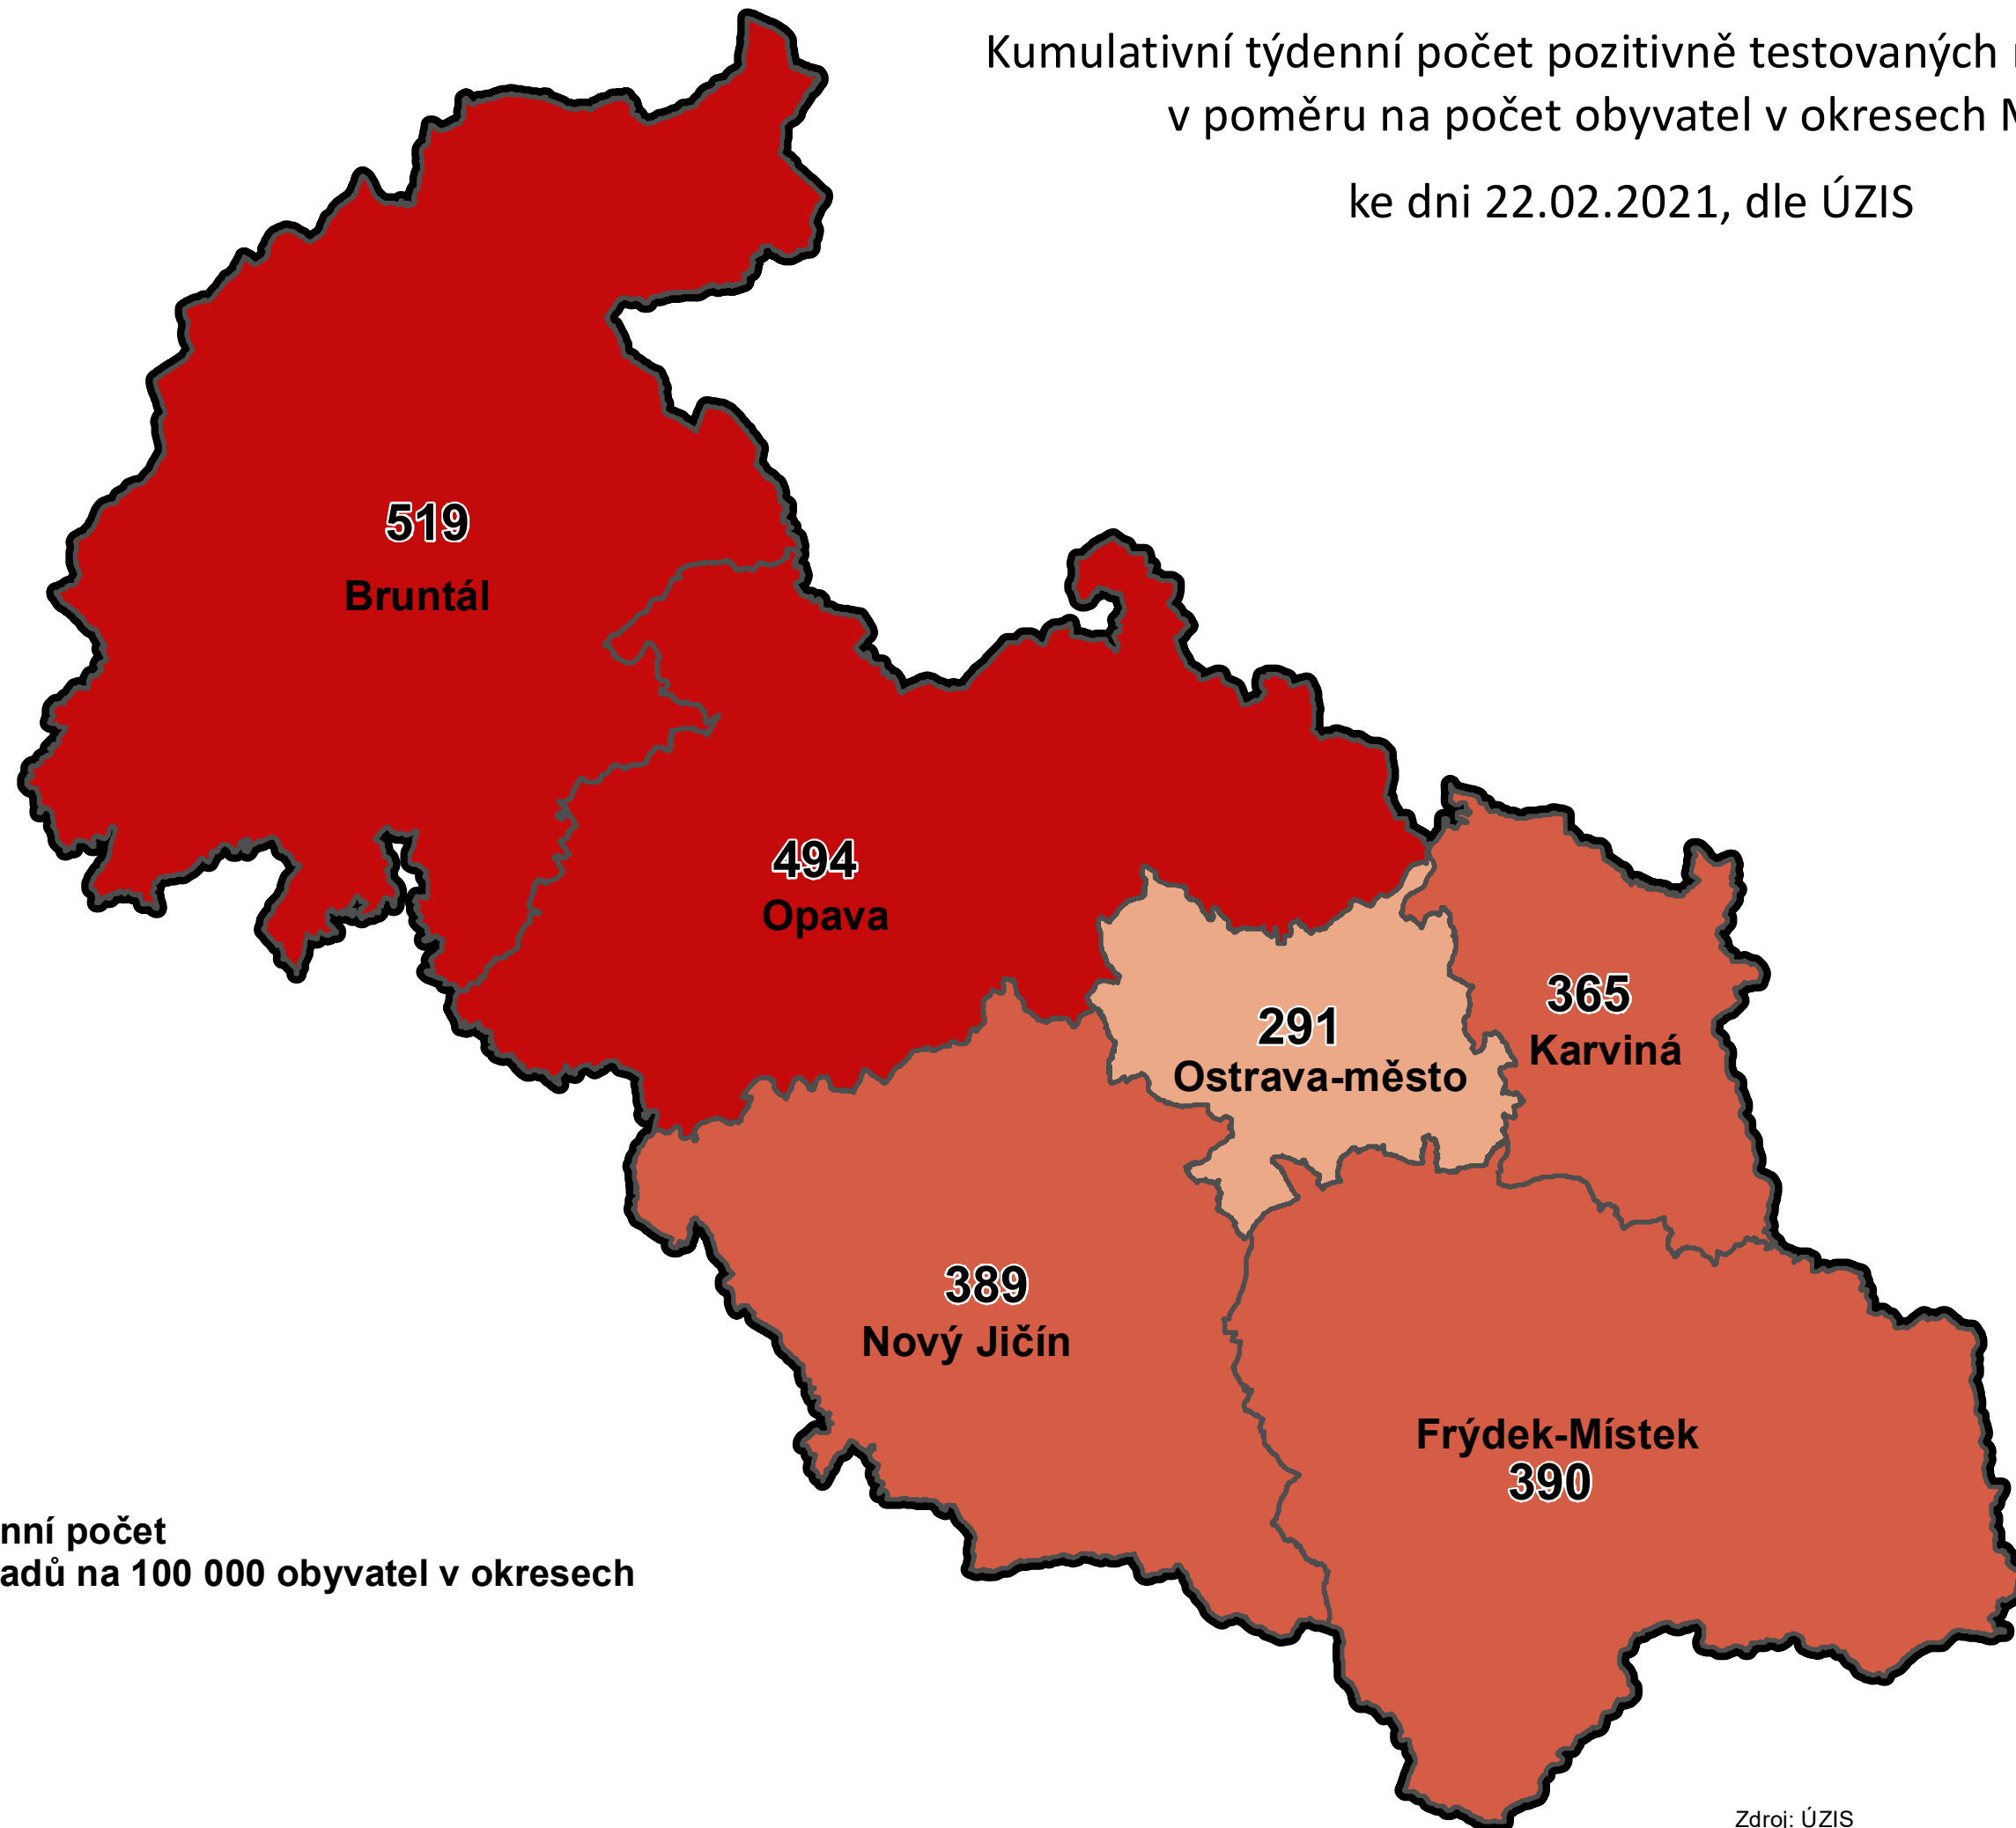 Kumulativní týdenní počet pozitivně testovaných
v poměru na počet obyvatel v okresech
ke dni 22.02.2021, dle ÚZIS
519
Bruntál
494
Opava
291
Ostrava-město
365
Karviná
389
Nový Jičín
Frýdek-Místek
390
nní počet
adů na 100 000 obyvatel v okresech
Zdroj: ÚZIS